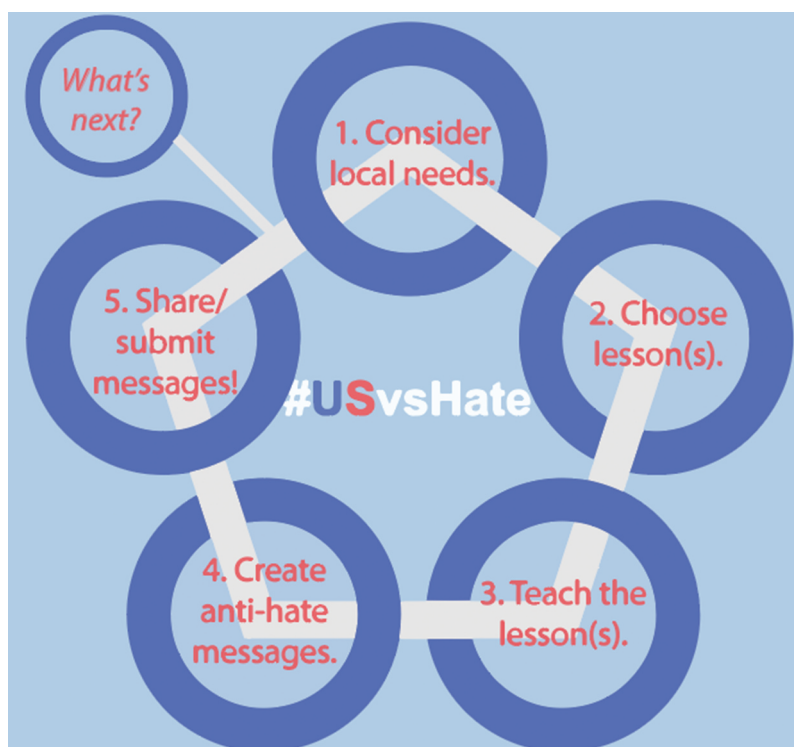 What's
next?
1. Consider
local needs.
2. Choose
lesson(s).
3. Teach the
lesson(s).
4. Create
anti-hate
messages.
5. Share/
submit
messages!
#USvsHate